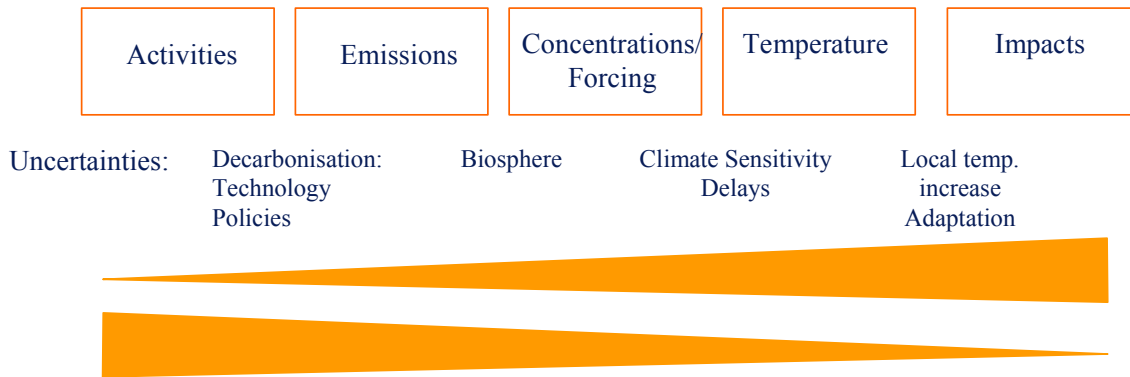 Activities
Emissions
Concentrations/
Forcing
Temperature
Impacts
Uncertainties:
Decarbonisation:
Technology
Policies
Biosphere
Climate Sensitivity
Delays
Local temp.
increase
Adaptation